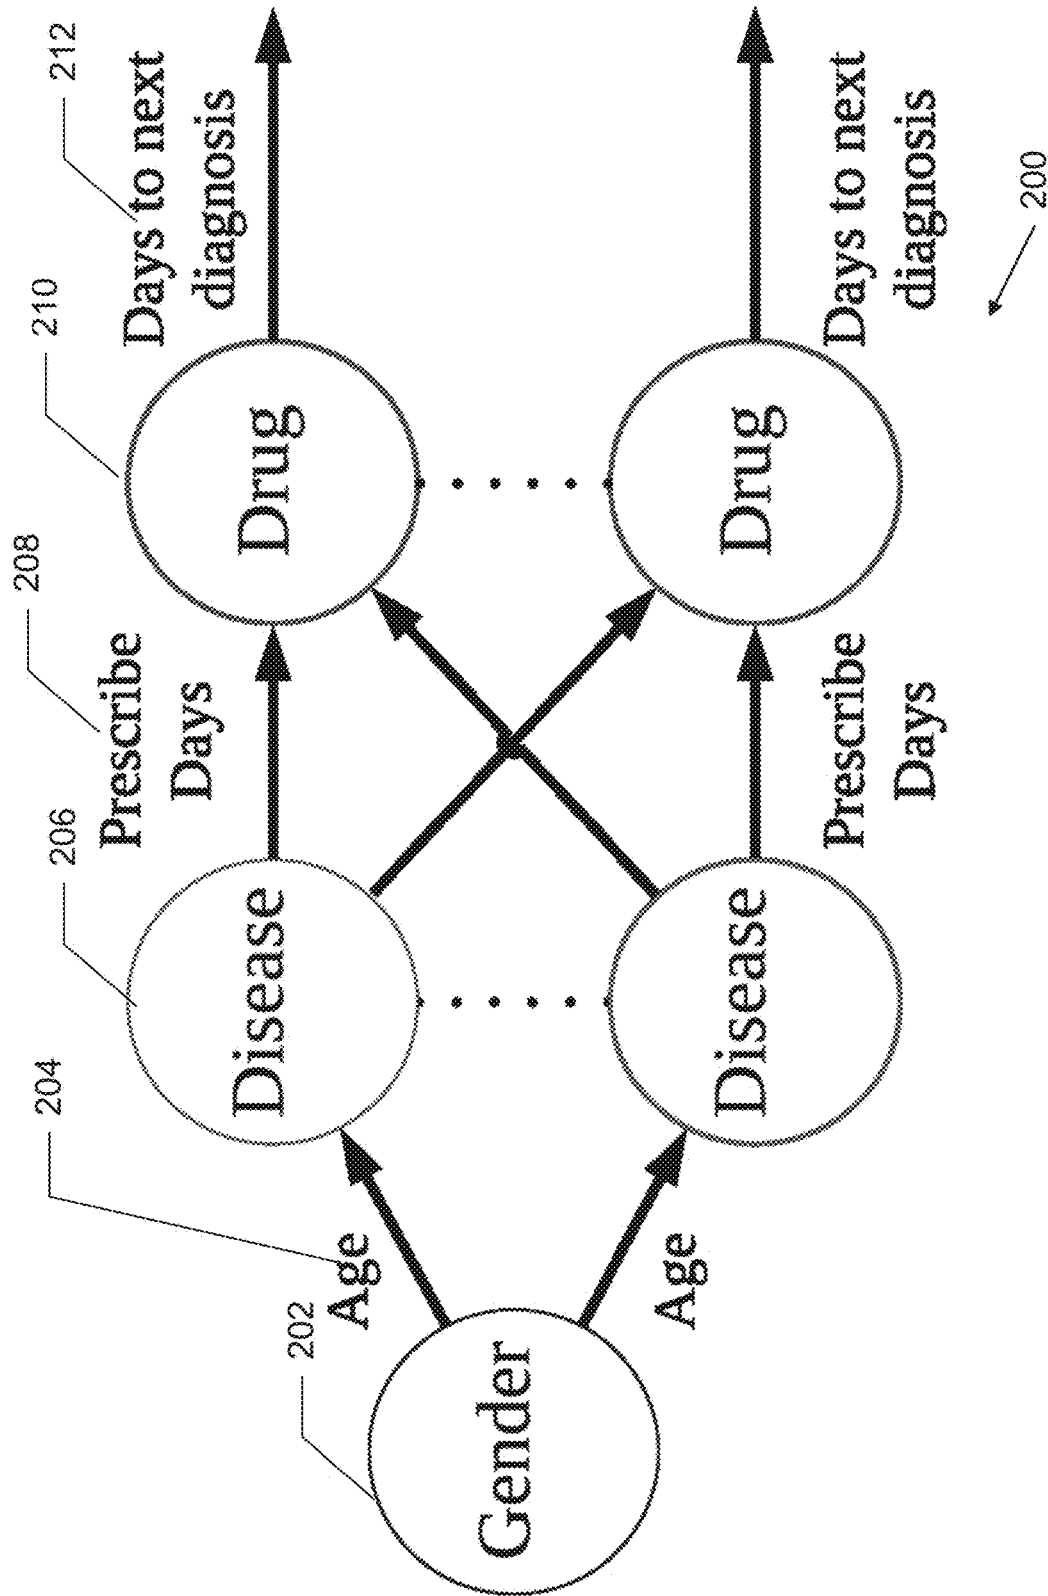 202
204
206
208
210
212
Gender
Age
Age
Disease
Disease
Prescribe
Days
Prescribe
Days
Drug
Drug
Days to next
diagnosis
Days to next
diagnosis
200